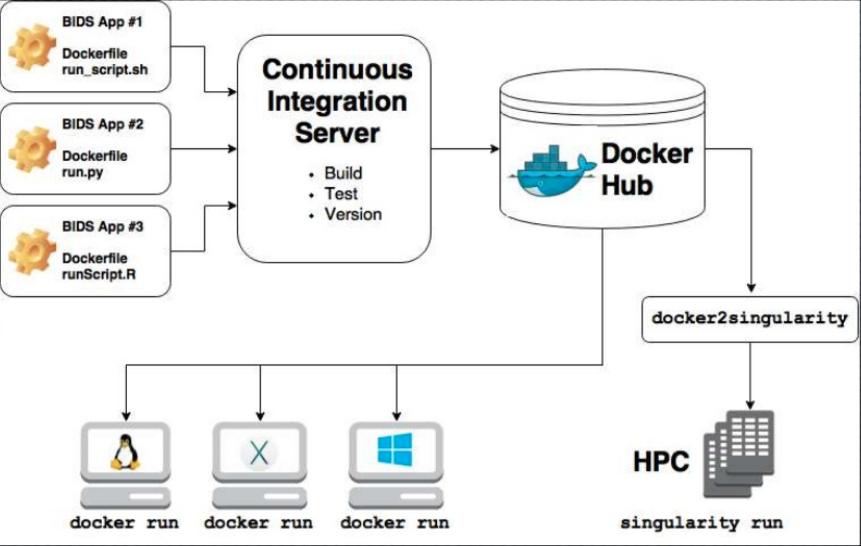 BIDS App #1
Dockerfile
run_script.sh
BIDS App #2
Dockerfile
run.py
BIDS App #3
Dockerfile
runScript.R
Continuous
Integration
Server
• Build
• Test
• Version
Docker
Hub
docker2singularity
X
docker run
docker run
docker run
HPC
singularity run